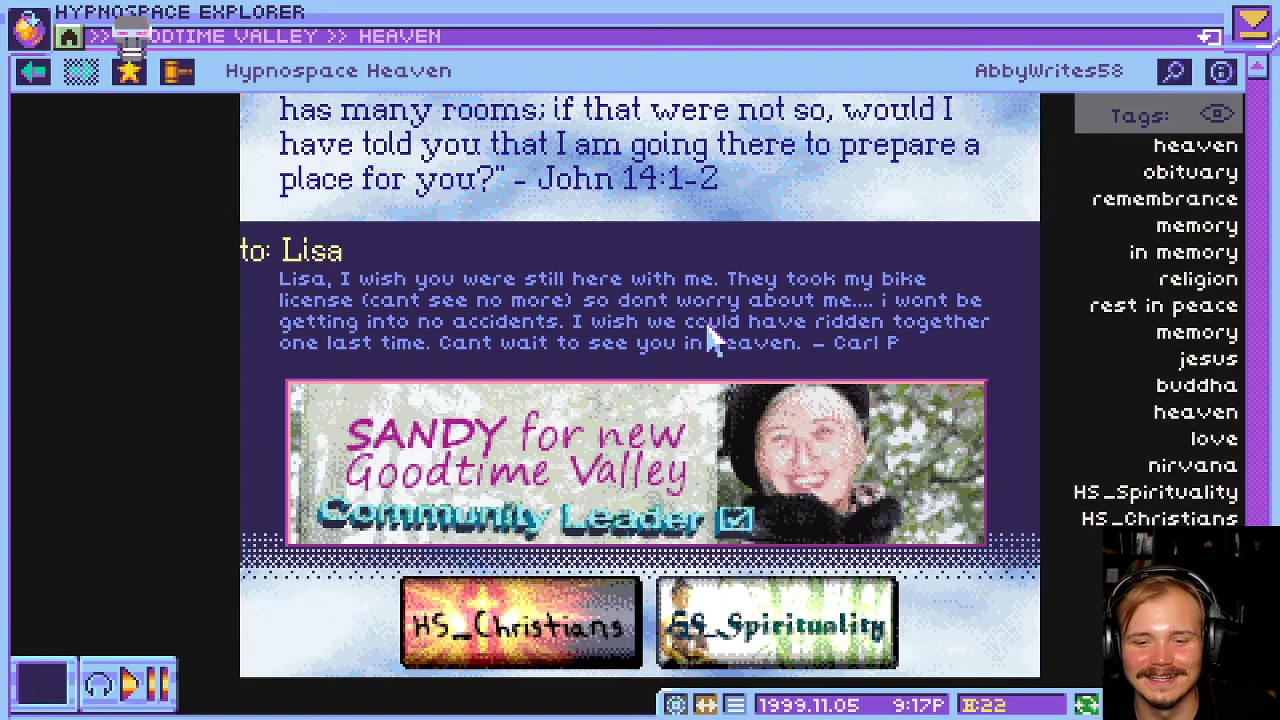 HYPNOSPACE EXPLORER
>> GOODTIME VALLEY >> HEAVEN
Hypnospace Heaven
AbbyWrites58
has many rooms; if that were not so, would I
have told you that I am going there to prepare a
place for you?" - John 14:1-2
to: Lisa
Lisa, I wish you were still here with me. They took my bike
license (cant see no more) so dont worry about me.... i wont be
getting into no accidents. I wish we could have ridden together
one last time. Cant wait to see you in heaven. - Carl P
SANDY for new
Goodtime Valley
Community Leader
HS_Christians
HS_Spirituality
Tags:
heaven
obituary
remembrance
memory
in memory
religion
rest in peace
memory
jesus
buddha
heaven
love
nirvana
HS_Spirituality
HS_Christians
1999.11.05 9:17P
22